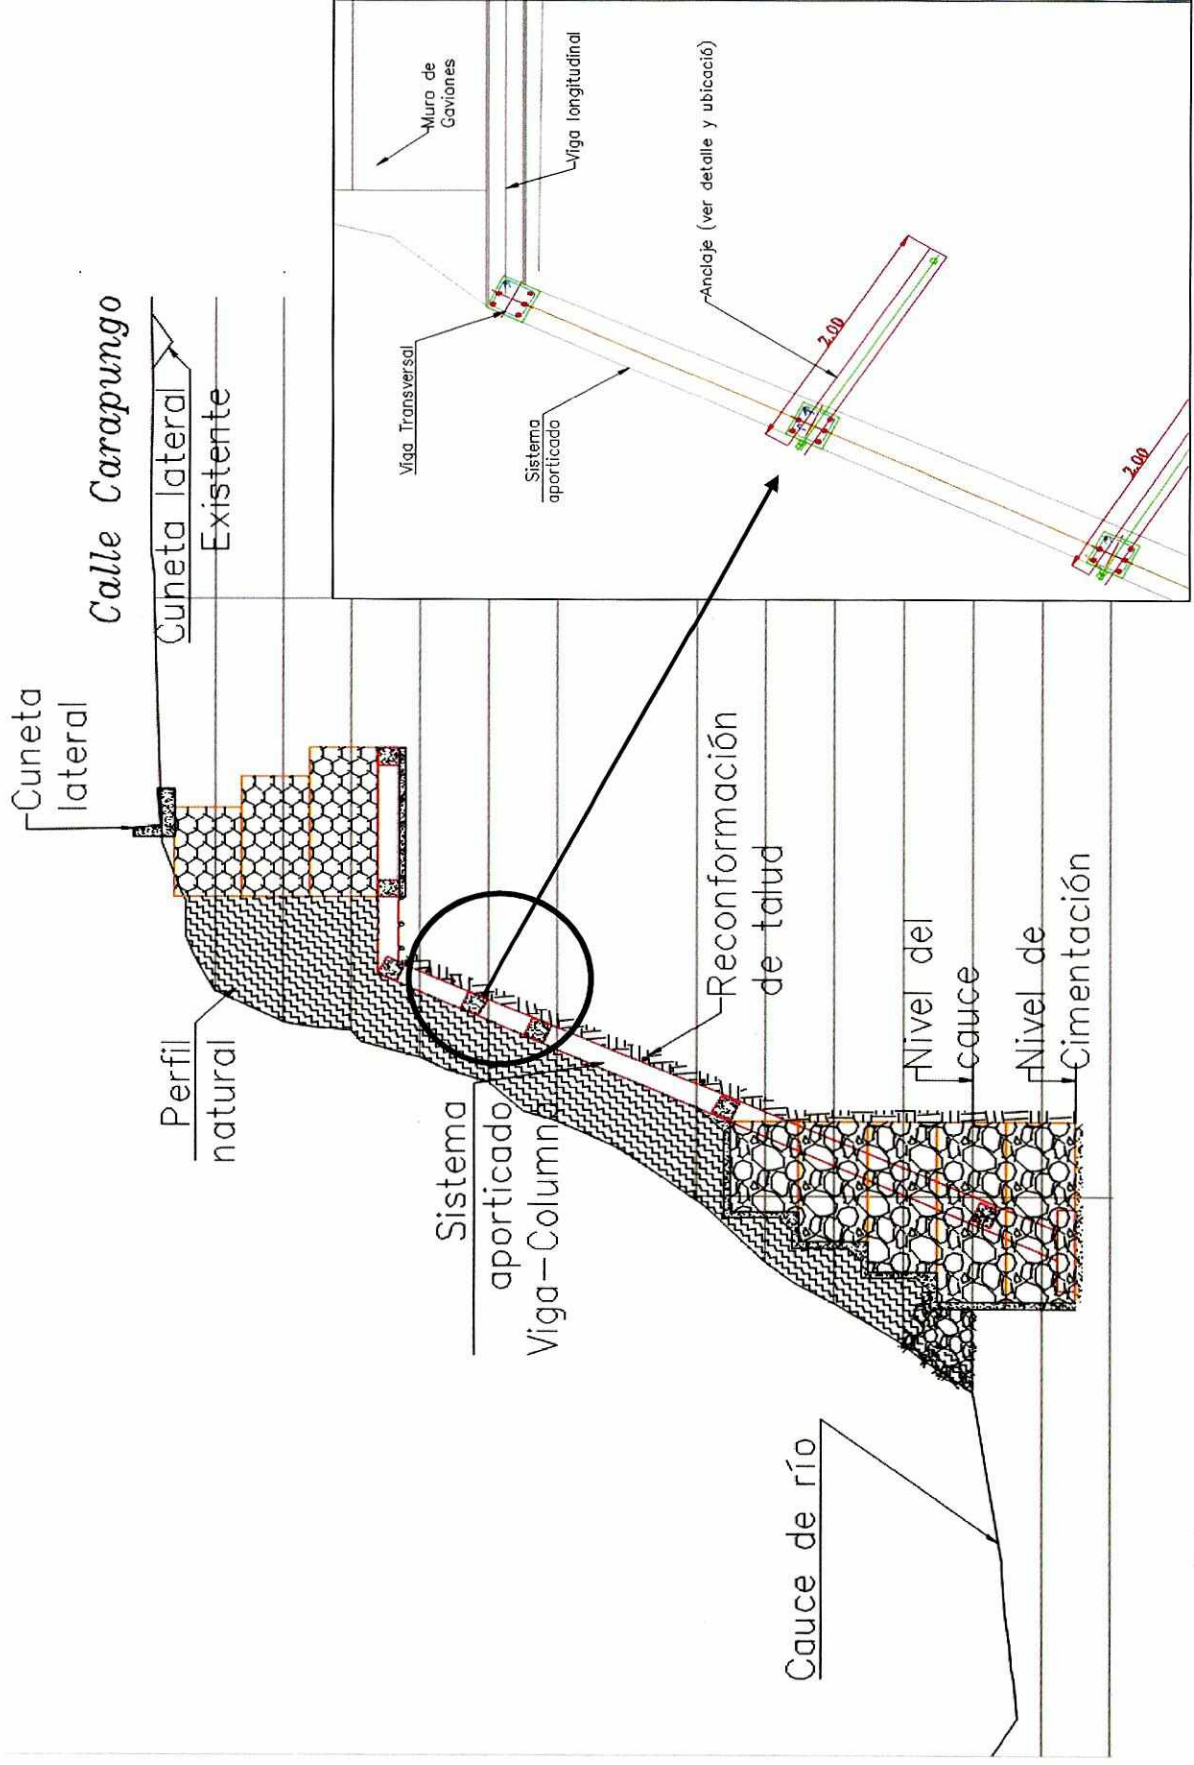 Cuneta
lateral
Calle Carapungo
Cuneta lateral
Existente
Perfil
natural
Sistema
aporticado
Viga-Columna
Reconformación
de talud
Nivel del
cauce
Nivel de
Cimentación
Cauce de río
Muro de
Gaviones
Viga Transversal
Viga longitudinal
Sistema
aporticado
Anclaje (ver detalle y ubicació)
2.00
2.00